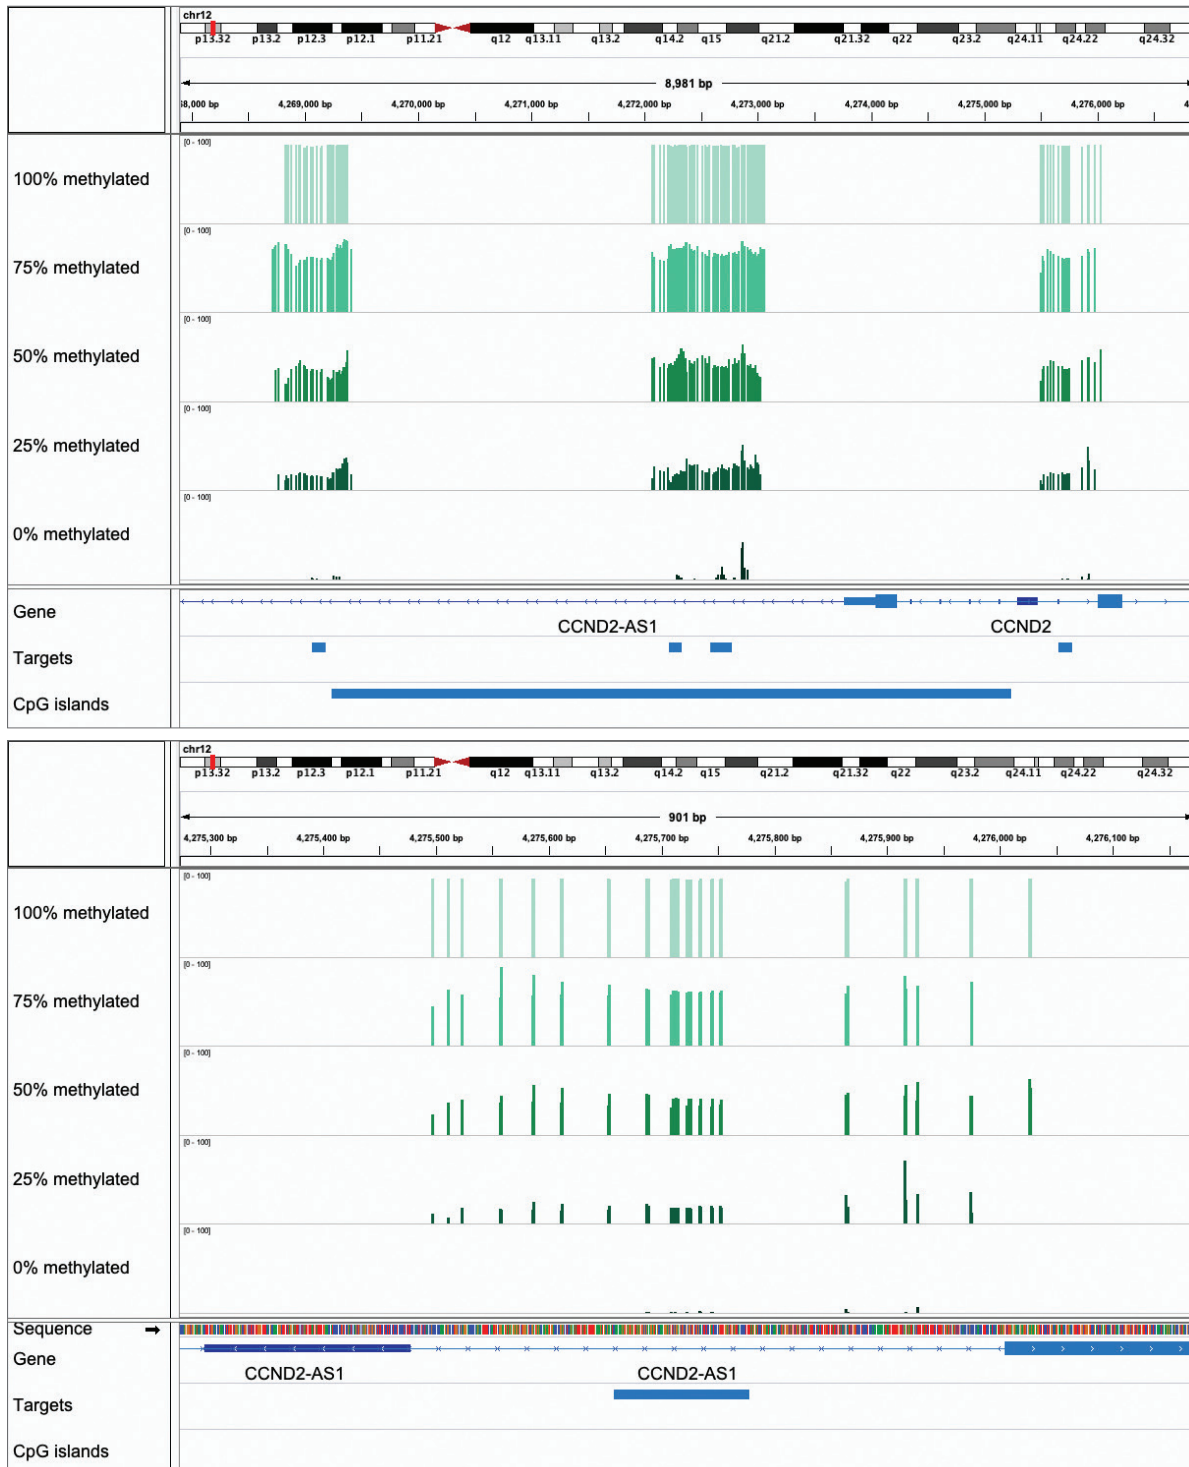 chr12
p13.32 p13.2 p12.3 p12.1 p11.21 q12 q13.11 q13.2 q14.2 q15 q21.2 q21.32 q22 q23.2 q24.11 q24.22 q24.32
8,981 bp
38,000 bp 4,269,000 bp 4,270,000 bp 4,271,000 bp 4,272,000 bp 4,273,000 bp 4,274,000 bp 4,275,000 bp 4,276,000 bp 4
[0 - 100]
100% methylated
[0 - 100]
75% methylated
[0 - 100]
50% methylated
[0 - 100]
25% methylated
[0 - 100]
0% methylated
Gene
CCND2-AS1 CCND2
Targets
CpG islands
chr12
p13.32 p13.2 p12.3 p12.1 p11.21 q12 q13.11 q13.2 q14.2 q15 q21.2 q21.32 q22 q23.2 q24.11 q24.22 q24.32
901 bp
4,275,300 bp 4,275,400 bp 4,275,500 bp 4,275,600 bp 4,275,700 bp 4,275,800 bp 4,275,900 bp 4,276,000 bp 4,276,100 bp
[0 - 100]
100% methylated
[0 - 100]
75% methylated
[0 - 100]
50% methylated
[0 - 100]
25% methylated
[0 - 100]
0% methylated
Sequence →
Gene
CCND2-AS1 CCND2-AS1
Targets
CpG islands